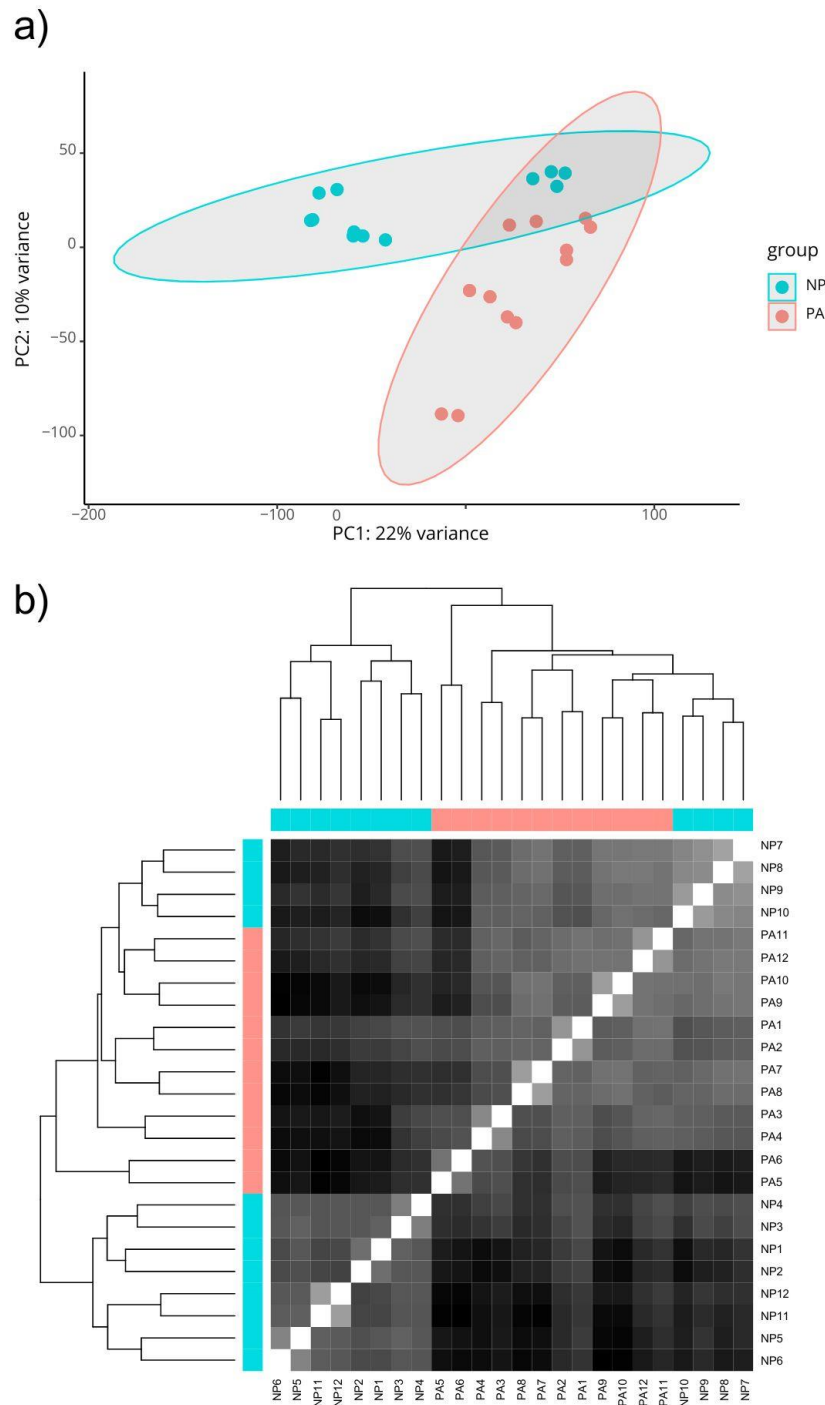 a)
50
0
−50
−100
PC2: 10% variance
−200
−100
0
100
PC1: 22% variance
group
NP
PA
b)
NP7
NP8
NP9
NP10
PA11
PA12
PA10
PA9
PA1
PA2
PA7
PA8
PA3
PA4
PA6
PA5
NP4
NP3
NP1
NP2
NP12
NP11
NP5
NP6
NP6 NP5 NP11 NP12 NP2 NP1 NP3 NP4 PA5 PA6 PA4 PA3 PA8 PA7 PA2 PA1 PA9 PA10 PA12 PA11 NP10 NP9 NP8 NP7